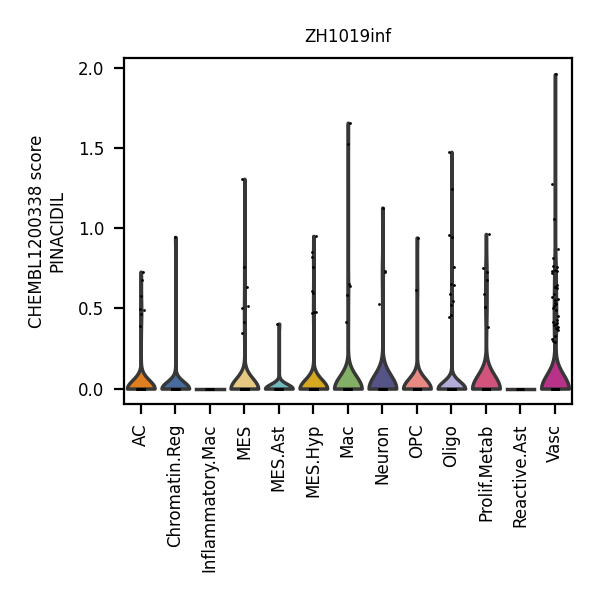 ZH1019inf
CHEMBL1200338 score
PINACIDIL
2.0
1.5
1.0
0.5
0.0
AC
Chromatin.Reg
Inflammatory.Mac
MES
MES.Ast
MES.Hyp
Mac
Neuron
OPC
Oligo
Prolif.Metab
Reactive.Ast
Vasc